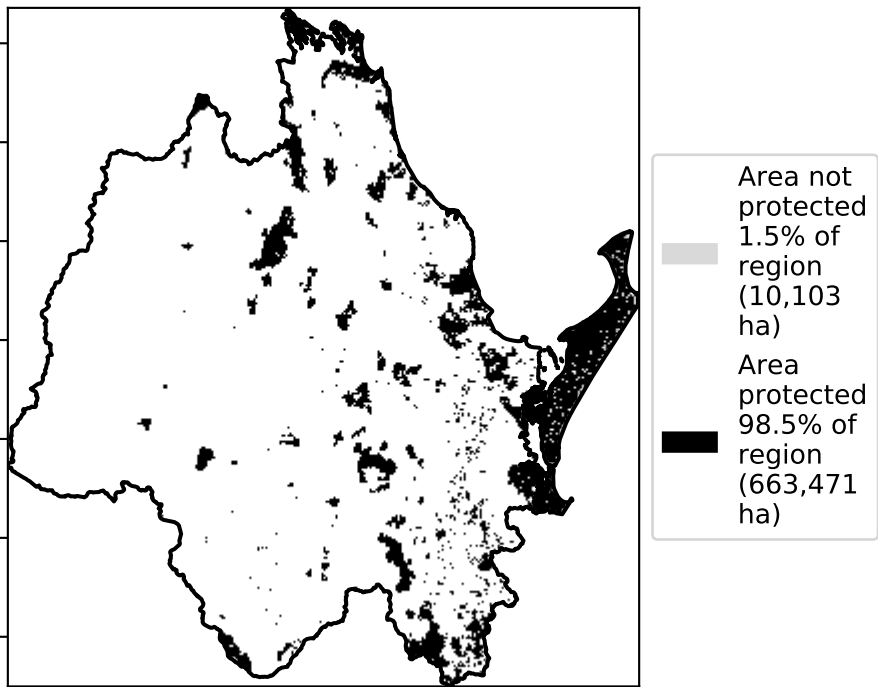 Area not
protected
1.5% of
region
(10,103
ha)
Area
protected
98.5% of
region
(663,471
ha)